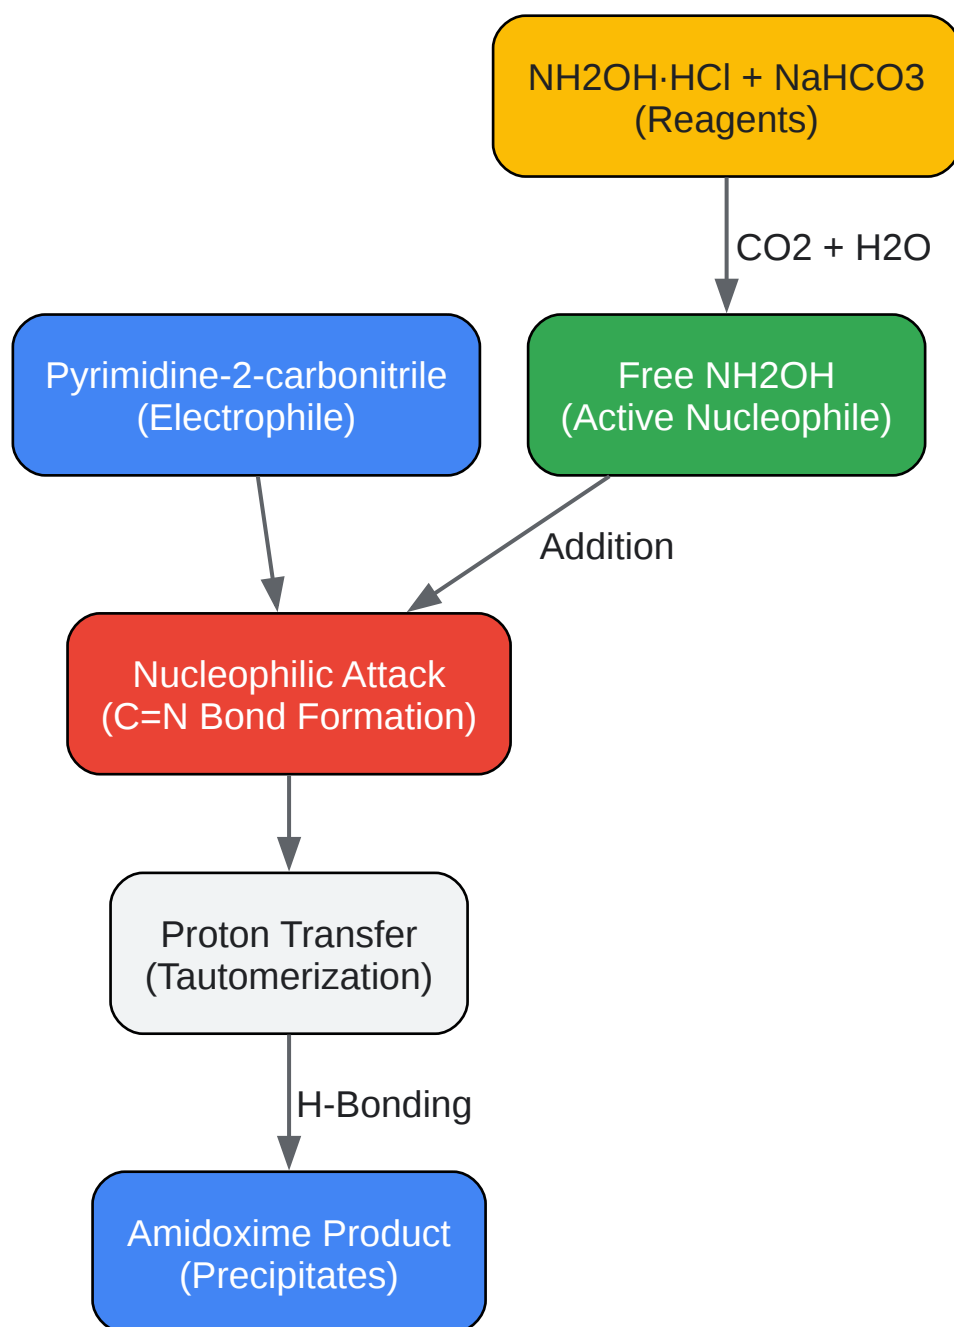 NH2OH·HCl + NaHCO3
(Reagents)
CO2 + H2O
Pyrimidine-2-carbonitrile
(Electrophile)
Free NH2OH
(Active Nucleophile)
Addition
Nucleophilic Attack
(C=N Bond Formation)
Proton Transfer
(Tautomerization)
H-Bonding
Amidoxime Product
(Precipitates)